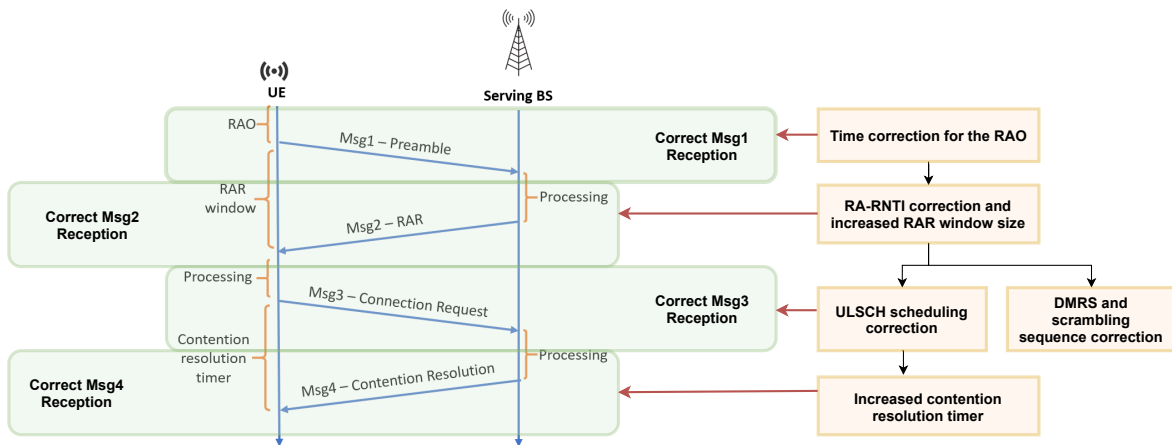 UE
Serving BS
RAO
Msg1 – Preamble
Correct Msg1
Reception
Time correction for the RAO
RAR
window
Processing
Correct Msg2
Reception
Msg2 – RAR
RA-RNTI correction and
increased RAR window size
Processing
Msg3 – Connection Request
Correct Msg3
Reception
ULSCH scheduling
correction
DMRS and
scrambling
sequence correction
Contention
resolution
timer
Processing
Correct Msg4
Reception
Msg4 – Contention Resolution
Increased contention
resolution timer